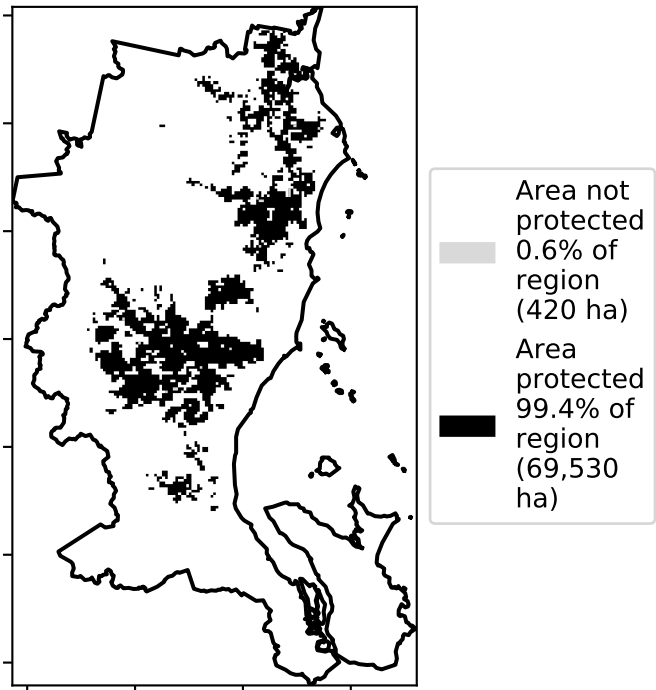 Area not
protected
0.6% of
region
(420 ha)
Area
protected
99.4% of
region
(69,530
ha)